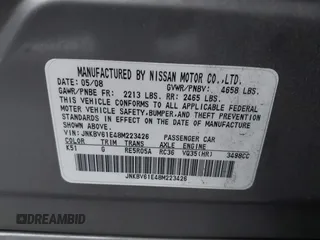 MANUFACTURED BY NISSAN MOTOR CO.,LTD.
DATE: 05/08 GVWR/PNBV: 4658 LBS.
GAWR/PNBE FR: 2213 LBS. RR: 2465 LBS.
THIS VEHICLE CONFORMS TO ALL APPLICABLE
FEDERAL MOTOR VEHICLE SAFETY,BUMPER,AND THEFT
PREVENTION STANDARDS IN EFFECT ON THE DATE OF
MANUFACTURE SHOWN ABOVE.
VIN: JNKBV61E48M223426 PASSENGER CAR
COLOR TRIM TRANS AXLE ENGINE
K51 G RE5R05A RC36 VQ35(HR) 3498CC
JNKBV61E48M223426
RESRBID © AutoBidMaster